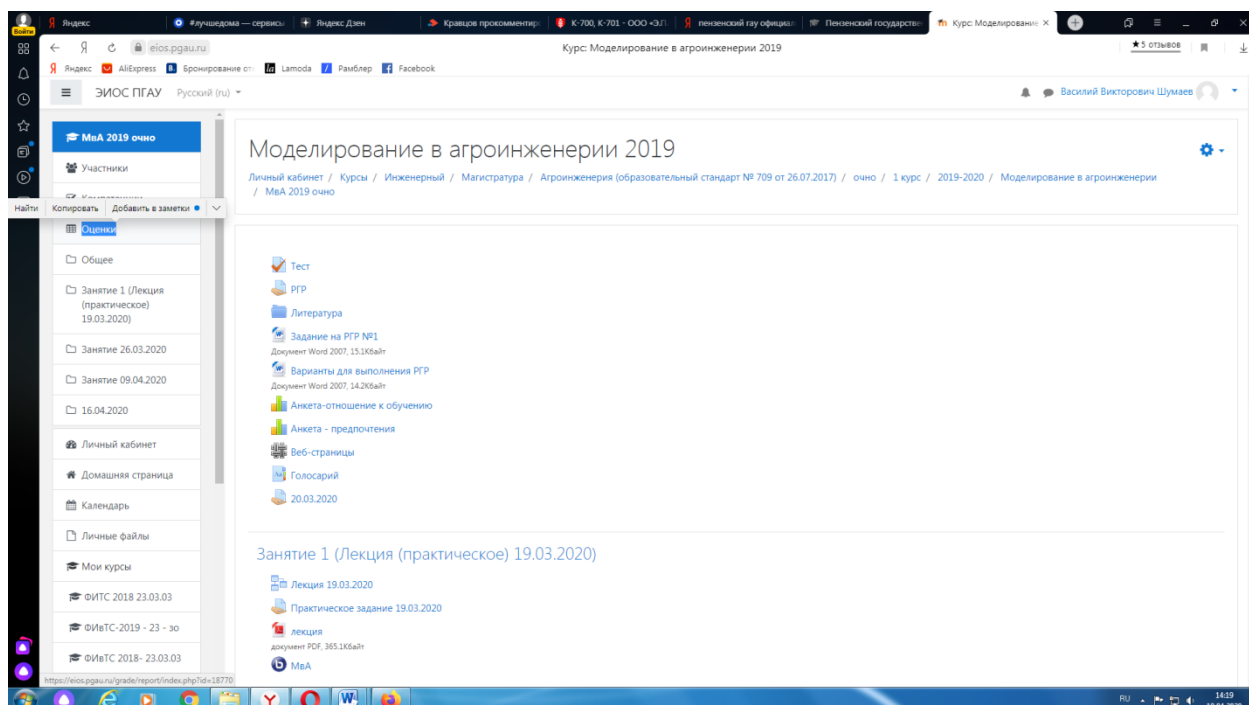 Войти
Яндекс
#лучшедома — сервисы
Яндекс Дзен
Кравцов прокомментиро
К-700, К-701 - ООО «ЭЛ
пензенский гау официал
Пензенский государстве
Курс: Моделирование
eios.pgau.ru
Курс: Моделирование в агроинженерии 2019
★5 отзывов
Яндекс
AliExpress
Бронирование от
Lamoda
Рамблер
Facebook
ЭИОС ПГАУ
Русский (ru)
Василий Викторович Шумаев
МвА 2019 очно
Участники
Найти
Копировать
Добавить в заметки
Оценки
Общее
Занятие 1 (Лекция
(практическое)
19.03.2020)
Занятие 26.03.2020
Занятие 09.04.2020
16.04.2020
Личный кабинет
Домашняя страница
Календарь
Личные файлы
Мои курсы
ФИТС 2018 23.03.03
ФИвТС-2019 - 23 - зо
ФИвТС 2018- 23.03.03
https://eios.pgau.ru/grade/report/index.php?id=18770
Моделирование в агроинженерии 2019
Личный кабинет / Курсы / Инженерный / Магистратура / Агроинженерия (образовательный стандарт № 709 от 26.07.2017) / очно / 1 курс / 2019-2020 / Моделирование в агроинженерии
/ МвА 2019 очно
Тест
РГР
Литература
Задание на РГР №1
Документ Word 2007, 15.1Кбайт
Варианты для выполнения РГР
Документ Word 2007, 14.2Кбайт
Анкета-отношение к обучению
Анкета - предпочтения
Веб-страницы
Голосарий
20.03.2020
Занятие 1 (Лекция (практическое) 19.03.2020)
Лекция 19.03.2020
Практическое задание 19.03.2020
лекция
документ PDF, 365.1Кбайт
МвА
RU
14:19